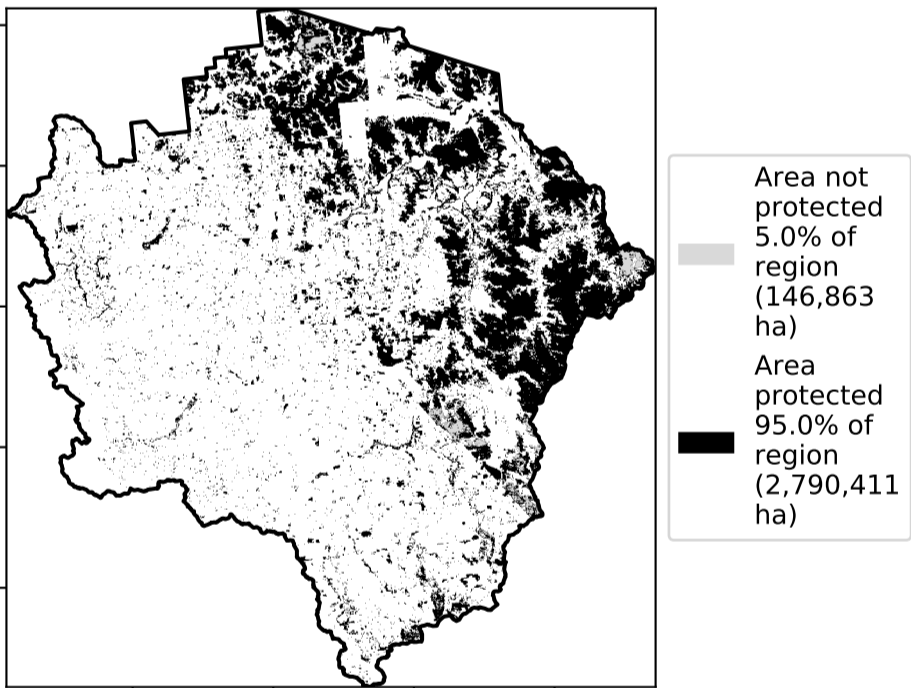 Area not
protected
5.0% of
region
(146,863
ha)
Area
protected
95.0% of
region
(2,790,411
ha)